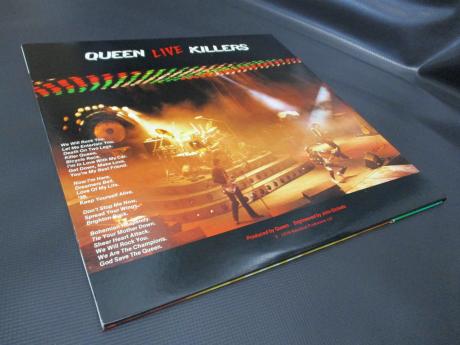 QUEEN LIVE KILLERS
We Will Rock You.
Let Me Entertain You.
Death On Two Legs.
Killer Queen.
Bicycle Race.
I'm In Love With My Car.
Get Down, Make Love.
You're My Best Friend.
Now I'm Here.
Dreamers Ball.
Love Of My Life.
'39.
Keep Yourself Alive.
Don't Stop Me Now.
Spread Your Wings.
Brighton Rock.
Bohemian Rhapsody.
Tie Your Mother Down.
Sheer Heart Attack.
We Will Rock You.
We Are The Champions.
God Save The Queen.
Produced by Queen Engineered by John Etchells
1979